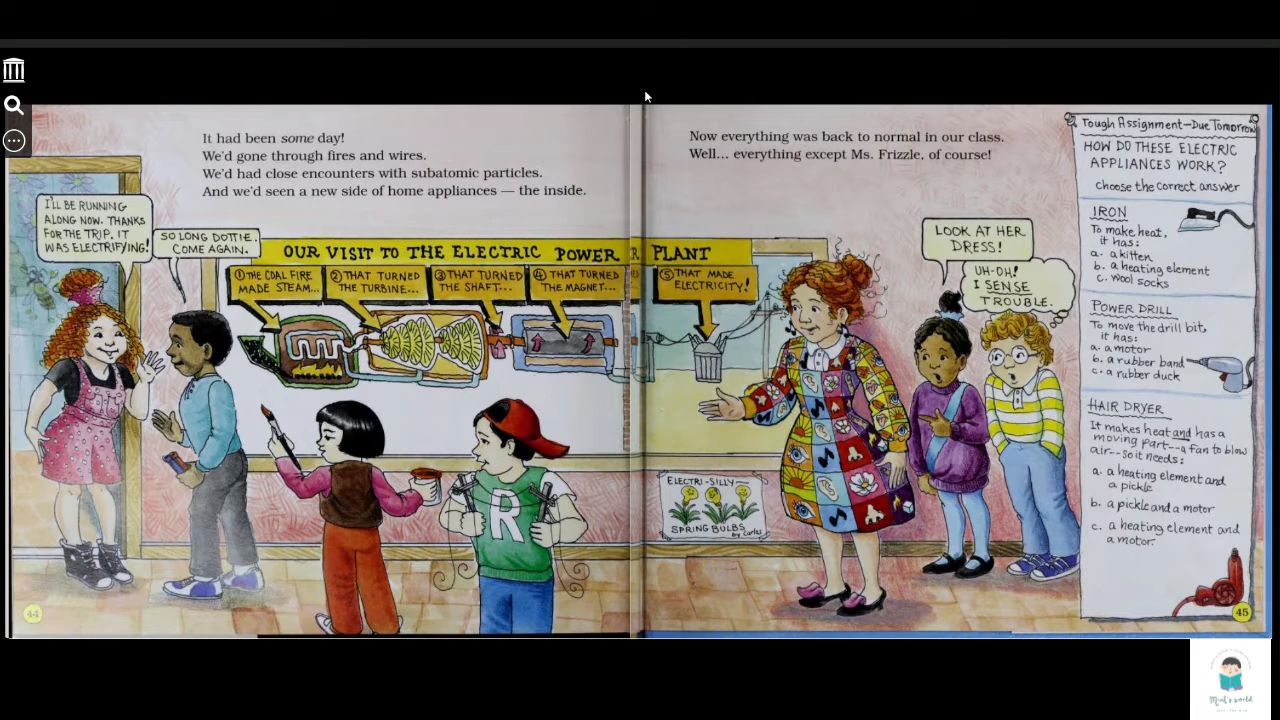 It had been some day!
We'd gone through fires and wires.
We'd had close encounters with subatomic particles.
And we'd seen a new side of home appliances — the inside.
I'LL BE RUNNING
ALONG NOW. THANKS
FOR THE TRIP. IT
WAS ELECTRIFYING!
SO LONG DOTTIE.
COME AGAIN.
OUR VISIT TO THE ELECTRIC POWER PLANT
① THE COAL FIRE
MADE STEAM...
② THAT TURNED
THE TURBINE...
③ THAT TURNED
THE SHAFT...
④ THAT TURNED
THE MAGNET...
⑤ THAT MADE
ELECTRICITY!
R
44
Now everything was back to normal in our class.
Well... everything except Ms. Frizzle, of course!
LOOK AT HER
DRESS!
UH-OH!
I SENSE
TROUBLE.
ELECTRI-SILLY
SPRING BULBS
by Carlos
Tough Assignment—Due Tomorrow
HOW DO THESE ELECTRIC
APPLIANCES WORK?
choose the correct answer
IRON
To make heat,
it has:
a. a kitten
b. a heating element
c. wool socks
POWER DRILL
To move the drill bit,
it has:
a. a motor
b. a rubber band
c. a rubber duck
HAIR DRYER
It makes heat and has a
moving part--a fan to blow
air--so it needs:
a. a heating element and
a pickle
b. a pickle and a motor
c. a heating element and
a motor.
45
Mint's world